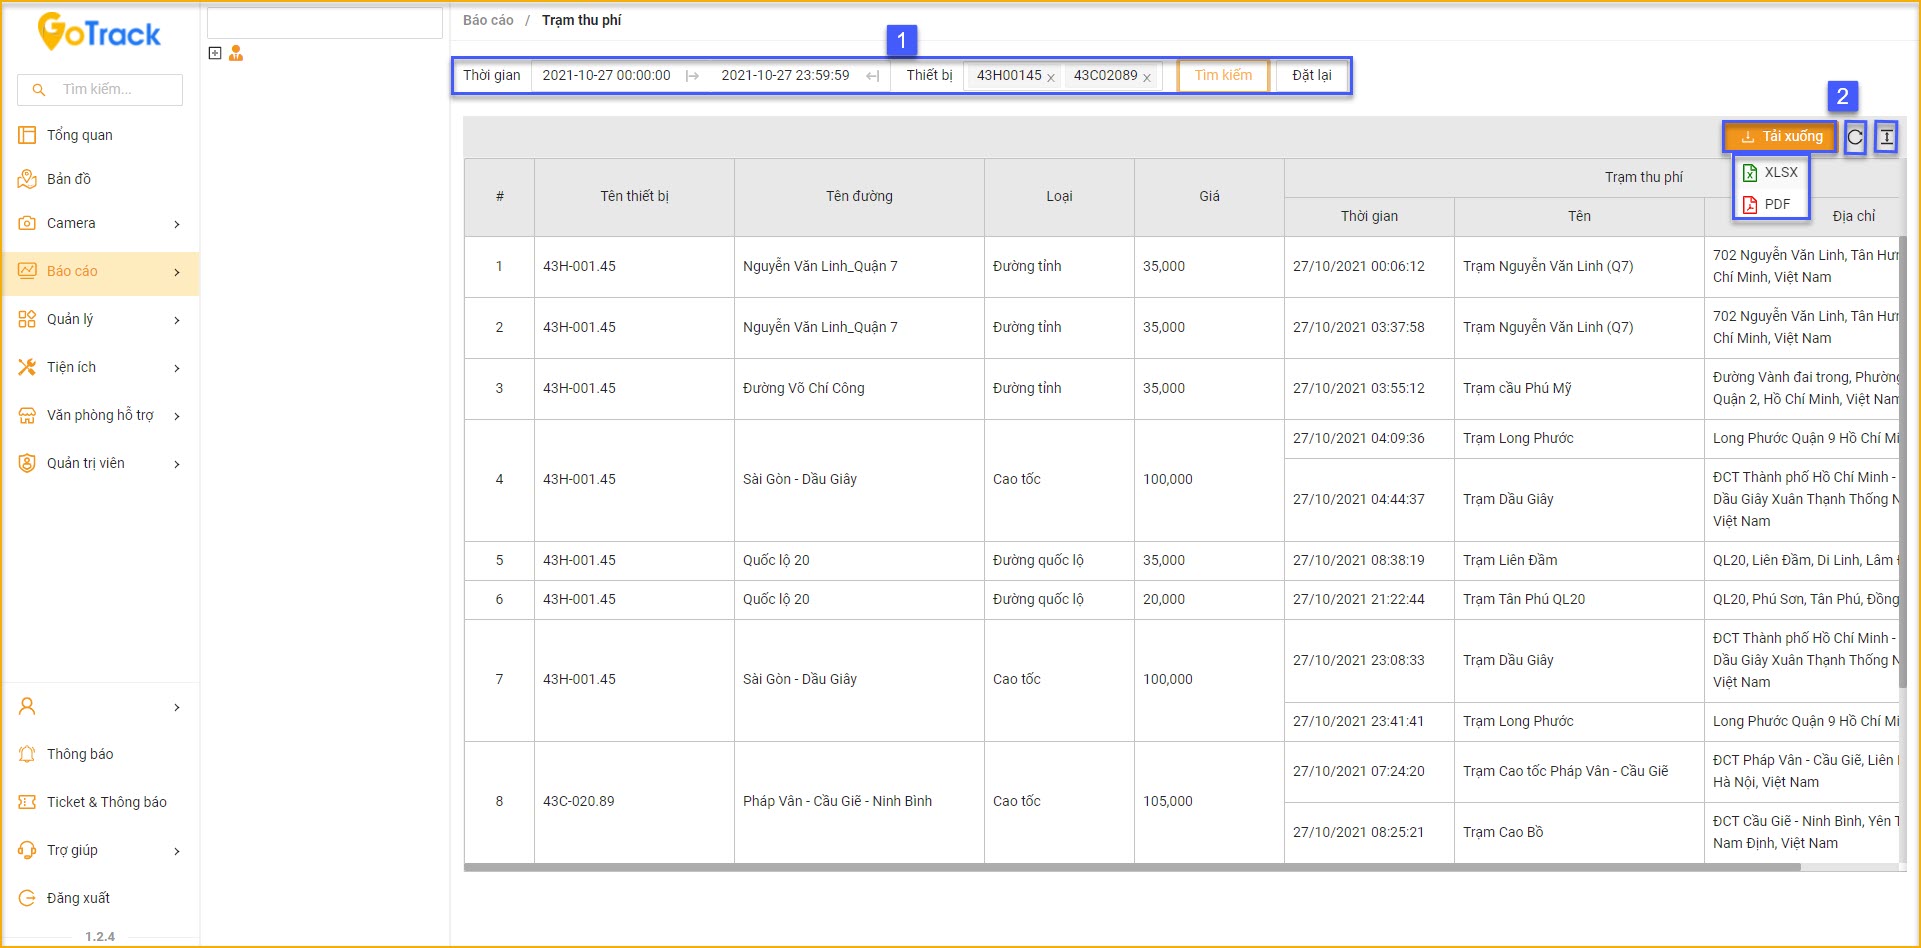 GoTrack
Tìm kiếm...
Tổng quan
Bản đồ
Camera
Báo cáo
Quản lý
Tiện ích
Văn phòng hỗ trợ
Quản trị viên
Thông báo
Ticket & Thông báo
Trợ giúp
Đăng xuất
1.2.4
Báo cáo / Trạm thu phí
1
Thời gian 2021-10-27 00:00:00 2021-10-27 23:59:59 Thiết bị 43H00145 x 43C02089 x Tìm kiếm Đặt lại
2
Tải xuống
XLSX
PDF
# Tên thiết bị Tên đường Loại Giá Trạm thu phí
Thời gian Tên Địa chỉ
1 43H-001.45 Nguyễn Văn Linh_Quận 7 Đường tỉnh 35,000 27/10/2021 00:06:12 Trạm Nguyễn Văn Linh (Q7) 702 Nguyễn Văn Linh, Tân Hưn
Chí Minh, Việt Nam
2 43H-001.45 Nguyễn Văn Linh_Quận 7 Đường tỉnh 35,000 27/10/2021 03:37:58 Trạm Nguyễn Văn Linh (Q7) 702 Nguyễn Văn Linh, Tân Hưn
Chí Minh, Việt Nam
3 43H-001.45 Đường Võ Chí Công Đường tỉnh 35,000 27/10/2021 03:55:12 Trạm cầu Phú Mỹ Đường Vành đai trong, Phường
Quận 2, Hồ Chí Minh, Việt Nam
4 43H-001.45 Sài Gòn - Dầu Giây Cao tốc 100,000 27/10/2021 04:09:36 Trạm Long Phước Long Phước Quận 9 Hồ Chí Mi
27/10/2021 04:44:37 Trạm Dầu Giây ĐCT Thành phố Hồ Chí Minh -
Dầu Giây Xuân Thạnh Thống N
Việt Nam
5 43H-001.45 Quốc lộ 20 Đường quốc lộ 35,000 27/10/2021 08:38:19 Trạm Liên Đầm QL20, Liên Đầm, Di Linh, Lâm Đ
6 43H-001.45 Quốc lộ 20 Đường quốc lộ 20,000 27/10/2021 21:22:44 Trạm Tân Phú QL20 QL20, Phú Sơn, Tân Phú, Đồng
7 43H-001.45 Sài Gòn - Dầu Giây Cao tốc 100,000 27/10/2021 23:08:33 Trạm Dầu Giây ĐCT Thành phố Hồ Chí Minh -
Dầu Giây Xuân Thạnh Thống N
Việt Nam
27/10/2021 23:41:41 Trạm Long Phước Long Phước Quận 9 Hồ Chí Mi
8 43C-020.89 Pháp Vân - Cầu Giẽ - Ninh Bình Cao tốc 105,000 27/10/2021 07:24:20 Trạm Cao tốc Pháp Vân - Cầu Giẽ ĐCT Pháp Vân - Cầu Giẽ, Liên
Hà Nội, Việt Nam
27/10/2021 08:25:21 Trạm Cao Bồ ĐCT Cầu Giẽ - Ninh Bình, Yên T
Nam Định, Việt Nam